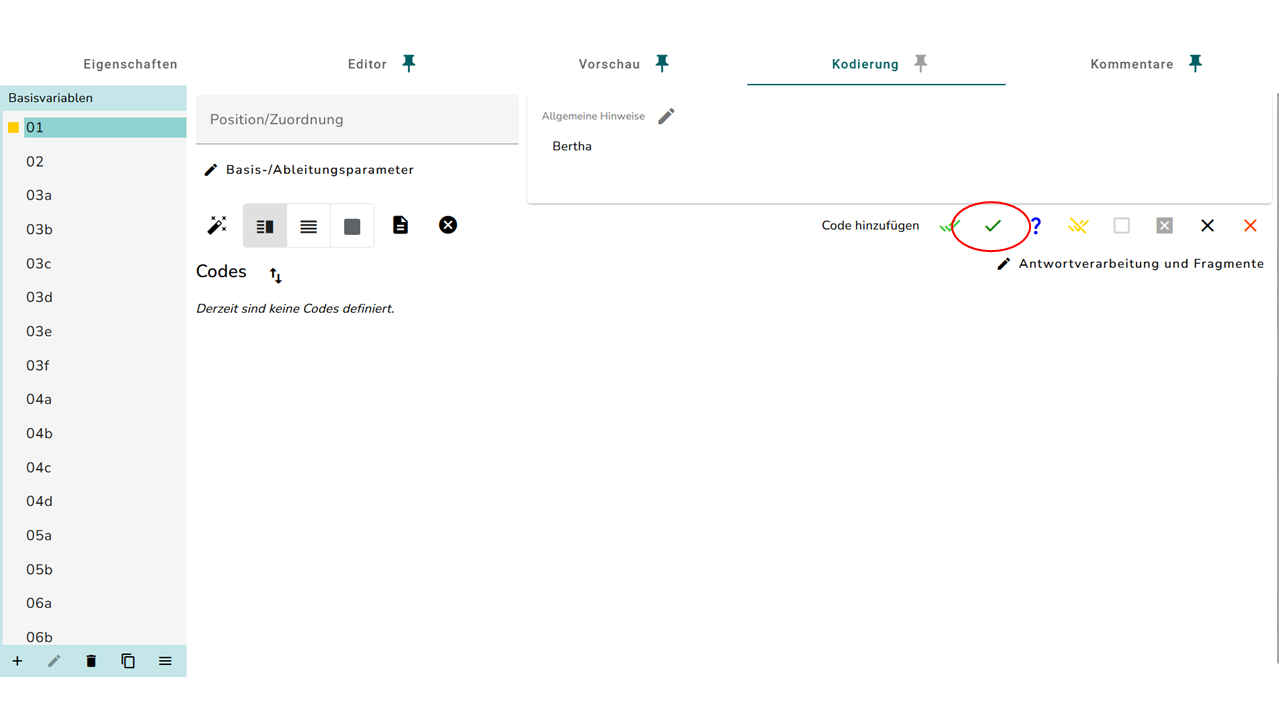 Eigenschaften
Editor
Vorschau
Kodierung
Kommentare
Basisvariablen
01
02
03a
03b
03c
03d
03e
03f
04a
04b
04c
04d
05a
05b
06a
06b
Position/Zuordnung
Basis-/Ableitungsparameter
Allgemeine Hinweise
Bertha
Code hinzufügen
?
Antwortverarbeitung und Fragmente
Codes
Derzeit sind keine Codes definiert.